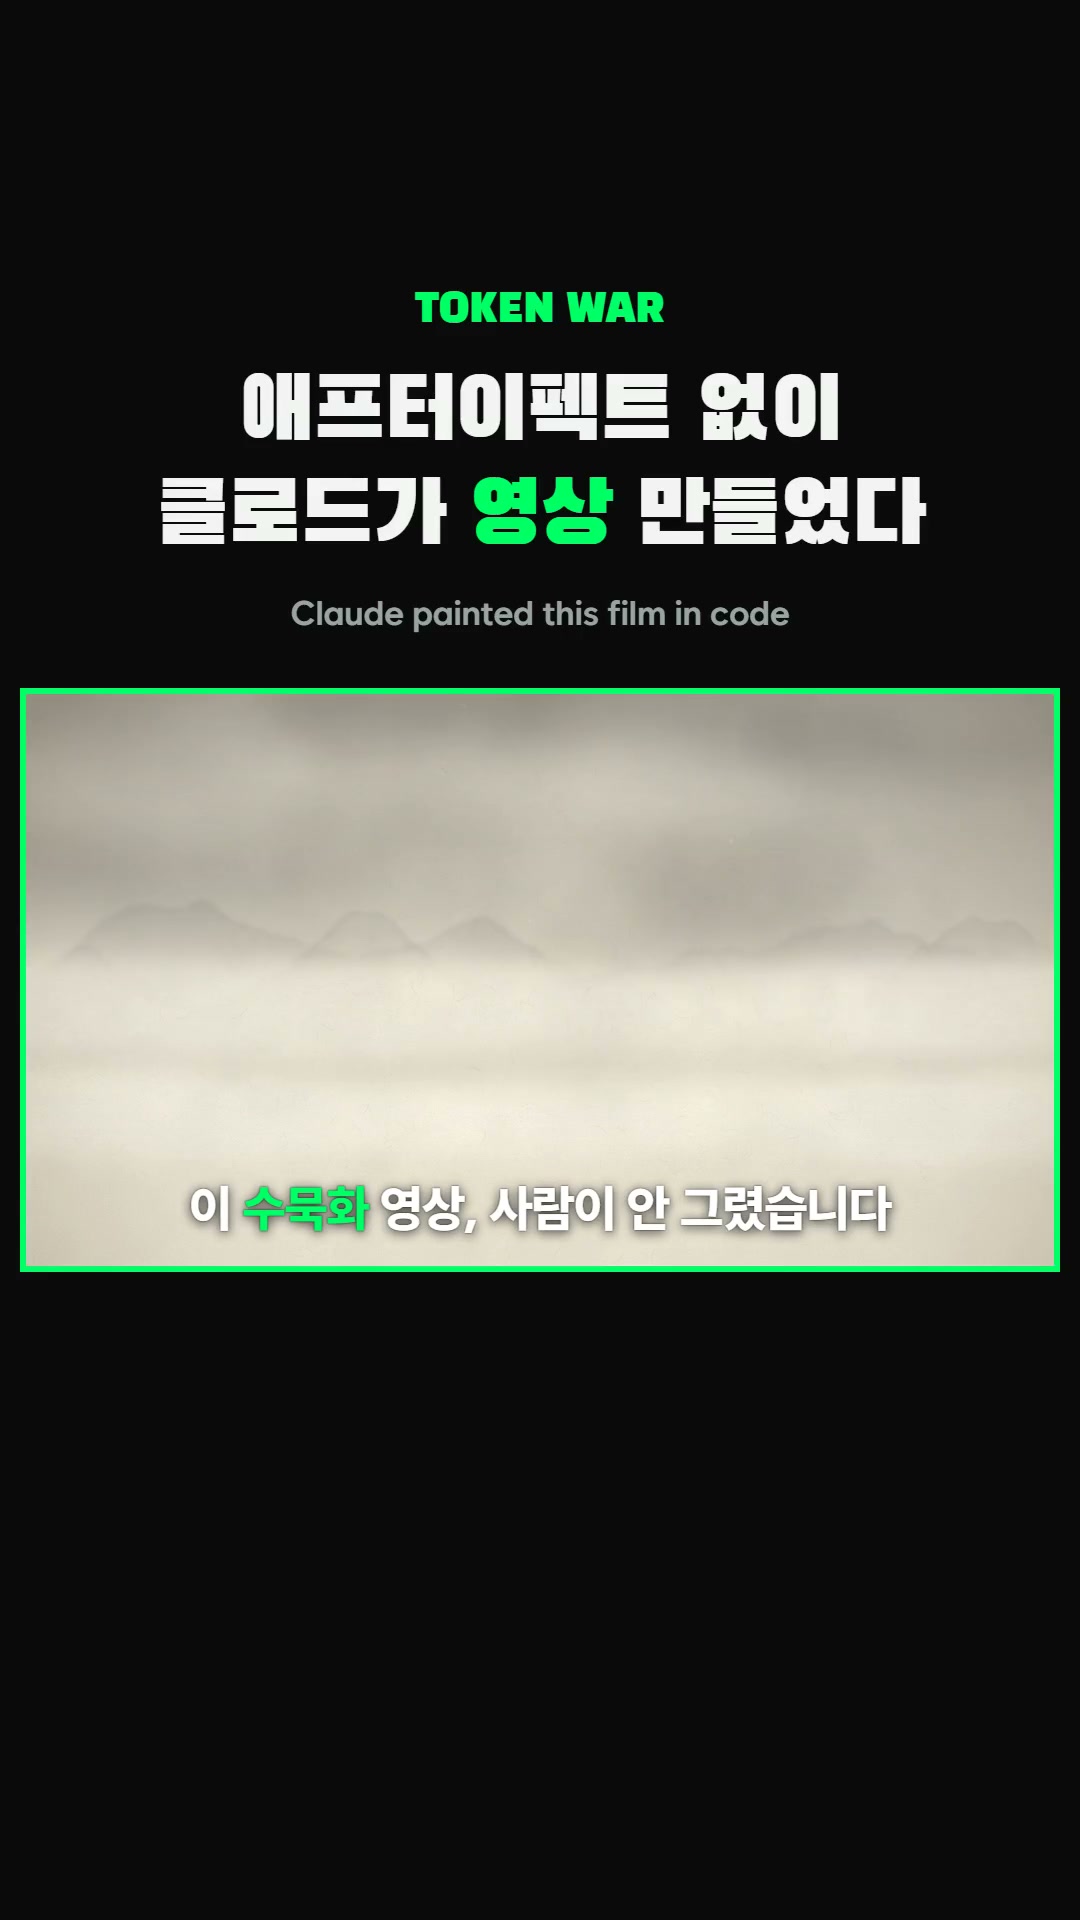 TOKEN WAR
애프터이펙트 없이
클로드가 영상 만들었다
Claude painted this film in code
이 수묵화 영상, 사람이 안 그렸습니다